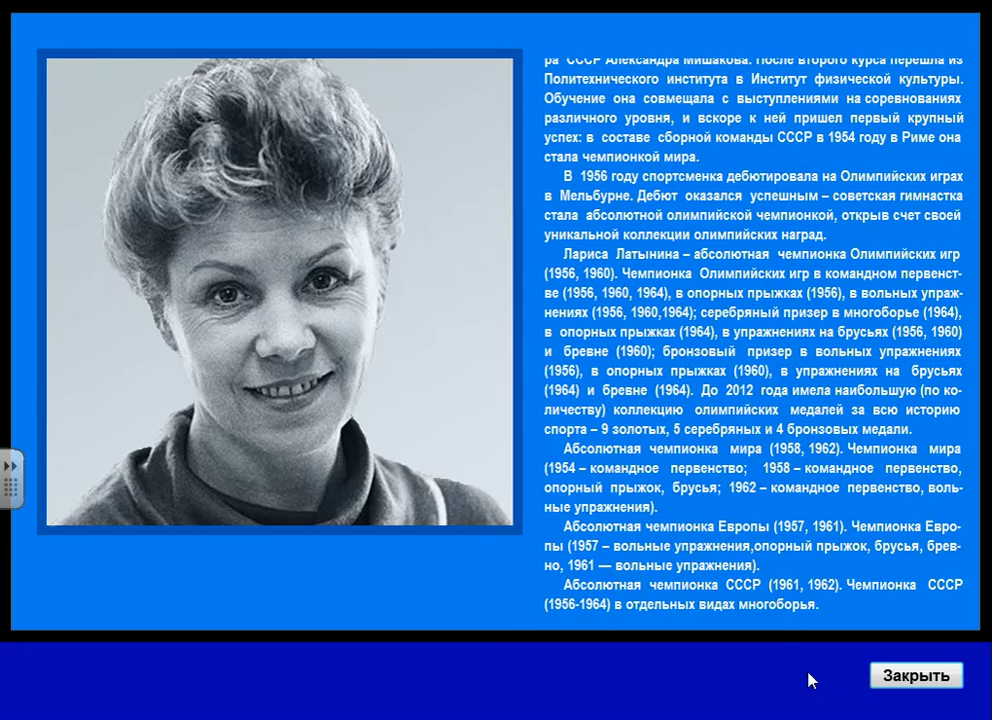 ра СССР Александра Мишакова. После второго курса перешла из
Политехнического института в Институт физической культуры.
Обучение она совмещала с выступлениями на соревнованиях
различного уровня, и вскоре к ней пришел первый крупный
успех: в составе сборной команды СССР в 1954 году в Риме она
стала чемпионкой мира.
В 1956 году спортсменка дебютировала на Олимпийских играх
в Мельбурне. Дебют оказался успешным – советская гимнастка
стала абсолютной олимпийской чемпионкой, открыв счет своей
уникальной коллекции олимпийских наград.
Лариса Латынина – абсолютная чемпионка Олимпийских игр
(1956, 1960). Чемпионка Олимпийских игр в командном первенст-
ве (1956, 1960, 1964), в опорных прыжках (1956), в вольных упраж-
нениях (1956, 1960,1964); серебряный призер в многоборье (1964),
в опорных прыжках (1964), в упражнениях на брусьях (1956, 1960)
и бревне (1960); бронзовый призер в вольных упражнениях
(1956), в опорных прыжках (1960), в упражнениях на брусьях
(1964) и бревне (1964). До 2012 года имела наибольшую (по ко-
личеству) коллекцию олимпийских медалей за всю историю
спорта – 9 золотых, 5 серебряных и 4 бронзовых медали.
Абсолютная чемпионка мира (1958, 1962). Чемпионка мира
(1954 – командное первенство; 1958 – командное первенство,
опорный прыжок, брусья; 1962 – командное первенство, воль-
ные упражнения).
Абсолютная чемпионка Европы (1957, 1961). Чемпионка Евро-
пы (1957 – вольные упражнения,опорный прыжок, брусья, брев-
но, 1961 — вольные упражнения).
Абсолютная чемпионка СССР (1961, 1962). Чемпионка СССР
(1956-1964) в отдельных видах многоборья.
Закрыть